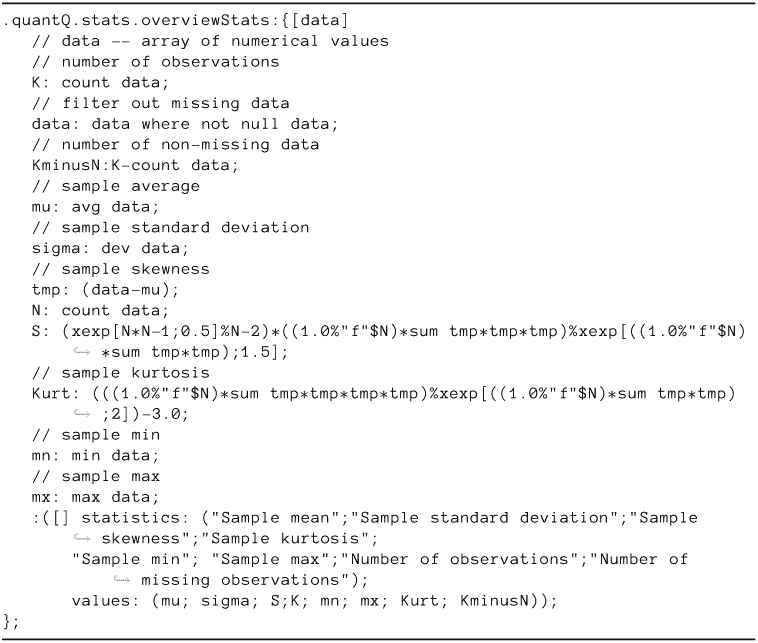 .quantQ.stats.overviewStats:{[data]
// data -- array of numerical values
// number of observations
K: count data;
// filter out missing data
data: data where not null data;
// number of non-missing data
KminusN:K-count data;
// sample average
mu: avg data;
// sample standard deviation
sigma: dev data;
// sample skewness
tmp: (data-mu);
N: count data;
S: (xexp[N*N-1;0.5]%N-2)*((1.0%"f"$N)*sum tmp*tmp*tmp)%xexp[((1.0%"f"$N)
↪ *sum tmp*tmp);1.5];
// sample kurtosis
Kurt: (((1.0%"f"$N)*sum tmp*tmp*tmp*tmp)%xexp[((1.0%"f"$N)*sum tmp*tmp)
↪ ;2])-3.0;
// sample min
mn: min data;
// sample max
mx: max data;
:([] statistics: ("Sample mean";"Sample standard deviation";"Sample
↪ skewness";"Sample kurtosis";
"Sample min"; "Sample max";"Number of observations";"Number of
↪ missing observations");
values: (mu; sigma; S;K; mn; mx; Kurt; KminusN));
};